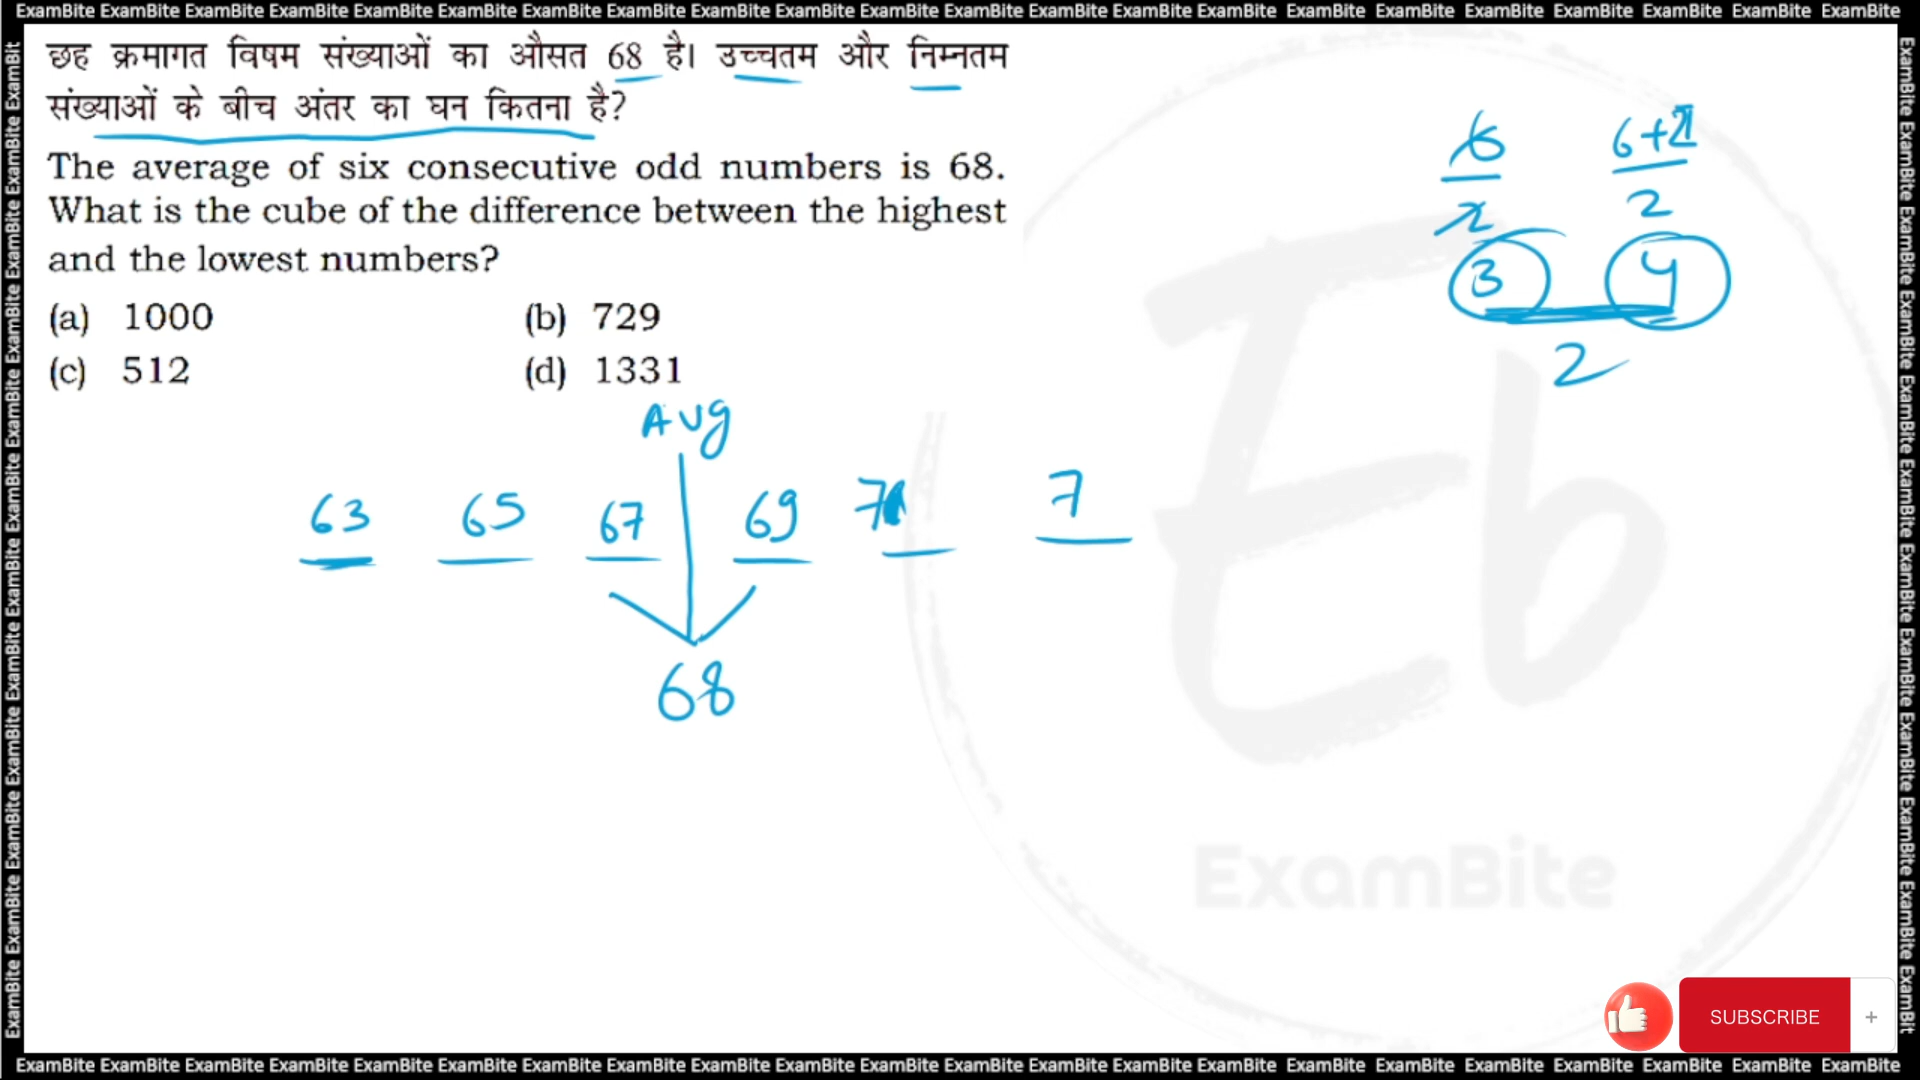 ExamBite ExamBite ExamBite ExamBite ExamBite ExamBite ExamBite ExamBite ExamBite ExamBite ExamBite ExamBite ExamBite ExamBite ExamBite ExamBite ExamBite ExamBite ExamBite ExamBite ExamBite ExamBite
छह क्रमागत विषम संख्याओं का औसत 68 है। उच्चतम और निम्नतम
संख्याओं के बीच अंतर का घन कितना है?
The average of six consecutive odd numbers is 68.
What is the cube of the difference between the highest
and the lowest numbers?
(a) 1000 (b) 729
(c) 512 (d) 1331
6 6+2
2 2
3 4
2
Avg
63 65 67 69 7 7
68
ExamBite
SUBSCRIBE +
ExamBite ExamBite ExamBite ExamBite ExamBite ExamBite ExamBite ExamBite ExamBite ExamBite ExamBite ExamBite ExamBite ExamBite ExamBite ExamBite ExamBite ExamBite ExamBite ExamBite ExamBite ExamBite